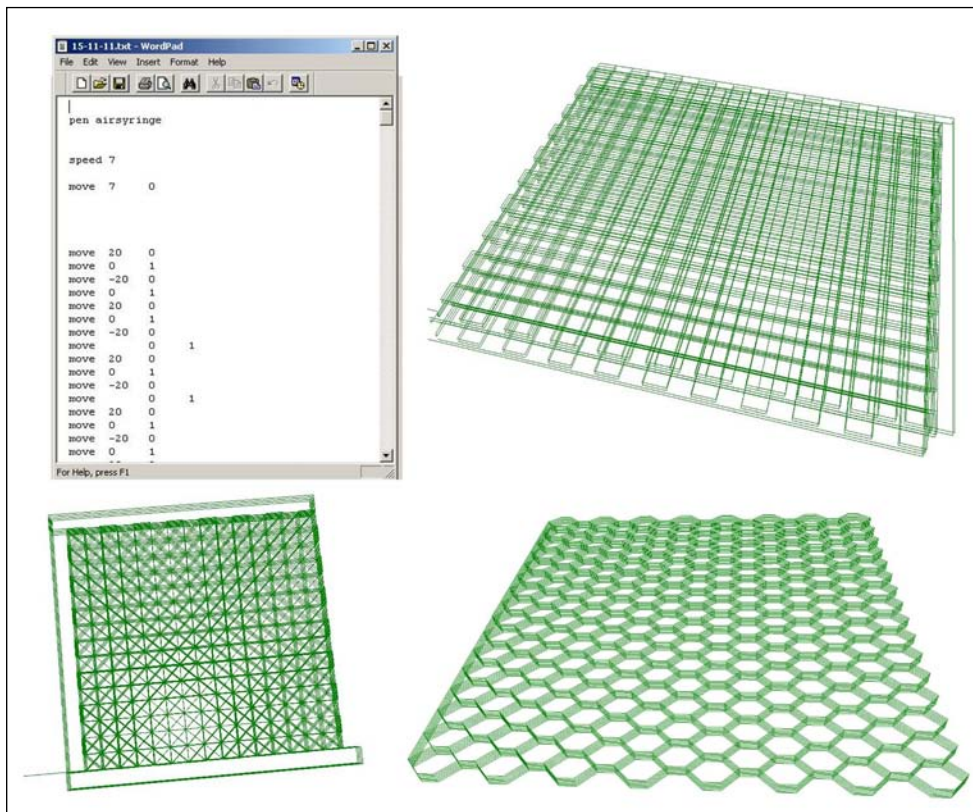 15-11-11.txt - WordPad
File Edit View Insert Format Help
pen airsyringe
speed 7
move 7 0
move 20 0
move 0 1
move -20 0
move 0 1
move 20 0
move 0 1
move -20 0
move 0 1
move 20 0
move 0 1
move -20 0
move 0 1
move 20 0
move 0 1
move -20 0
move 0 1
For Help, press F1